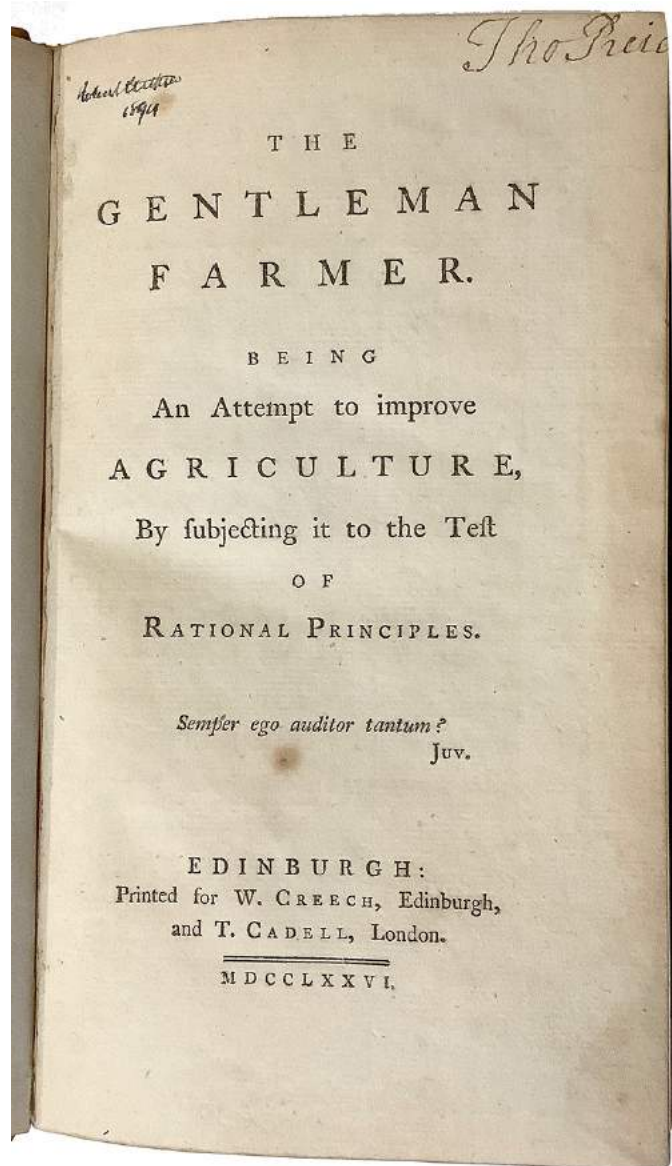 Tho Reid
THE
GENTLEMAN
FARMER.
BEING
An Attempt to improve
AGRICULTURE,
By ſubjecting it to the Teſt
OF
RATIONAL PRINCIPLES.
Semper ego auditor tantum?
JUV.
EDINBURGH:
Printed for W. CREECH, Edinburgh,
and T. CADELL, London.
MDCCLXXVI.